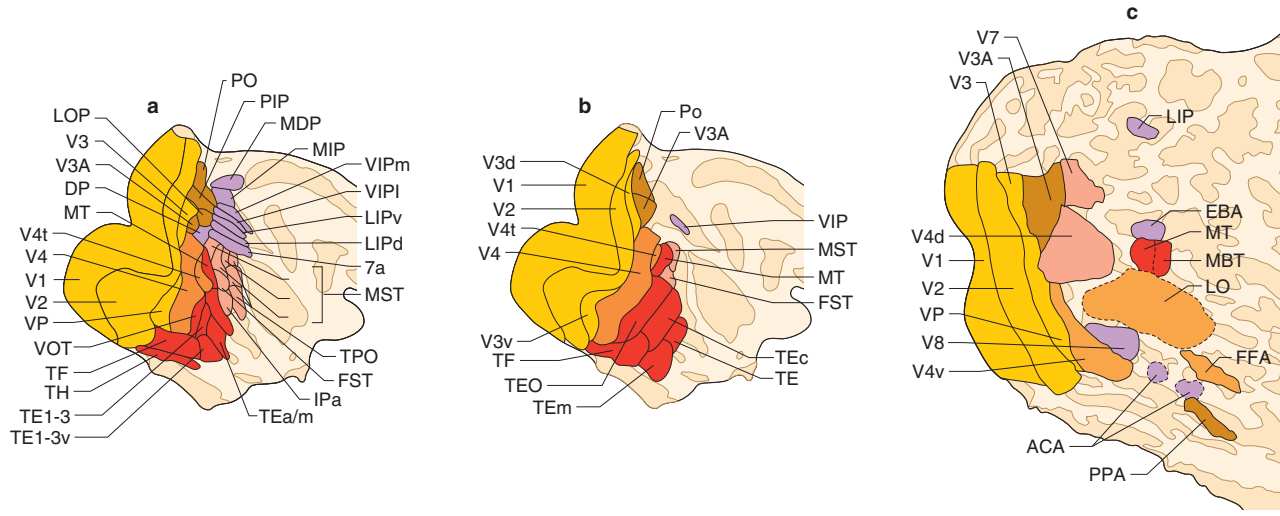 a
PO
PIP
LOP
MDP
V3
MIP
V3A
VIPm
DP
VIPl
MT
LIPv
V4t
LIPd
V4
7a
V1
MST
V2
VP
VOT
TPO
TF
FST
TH
IPa
TE1-3
TEa/m
TE1-3v
b
Po
V3A
V3d
V1
V2
VIP
V4t
MST
V4
MT
FST
V3v
TEc
TF
TE
TEO
TEm
c
V7
V3A
V3
LIP
EBA
V4d
MT
V1
MBT
V2
LO
VP
V8
FFA
V4v
ACA
PPA